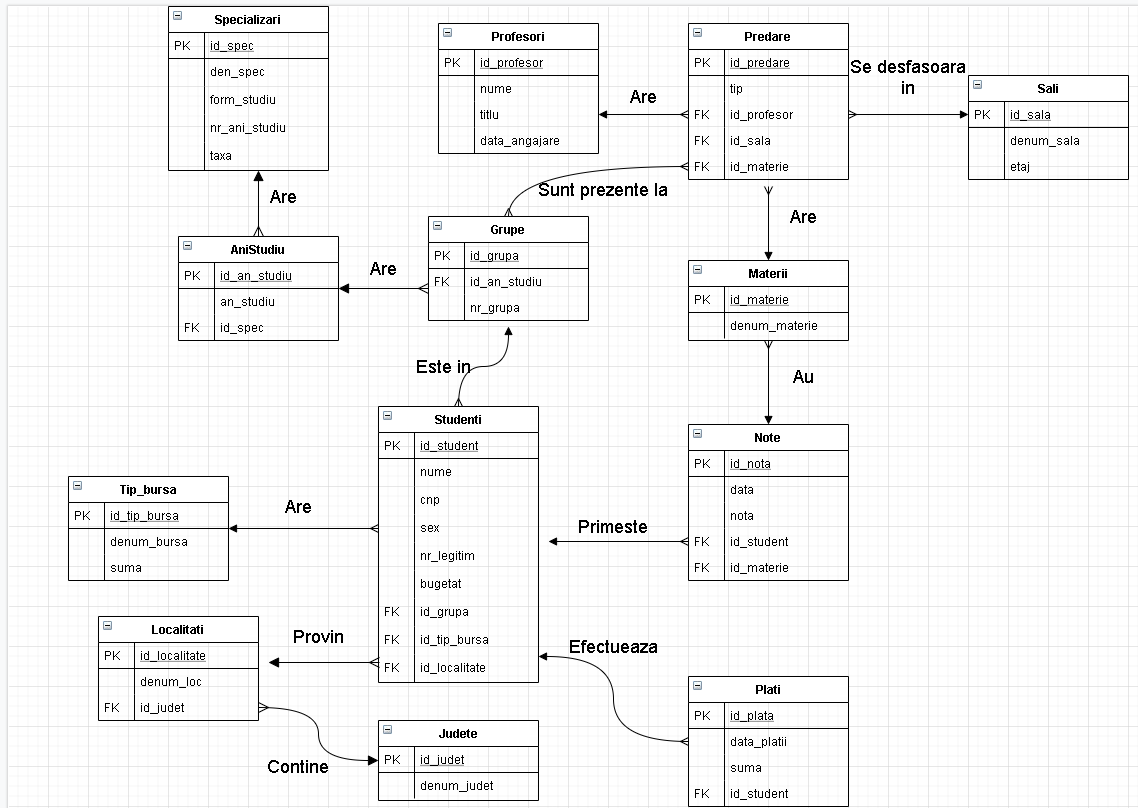 Specializari
PK id_spec
den_spec
form_studiu
nr_ani_studiu
taxa
Profesori
PK id_profesor
nume
titlu
data_angajare
Predare
PK id_predare
tip
FK id_profesor
FK id_sala
FK id_materie
Se desfasoara
in
Sali
PK id_sala
denum_sala
etaj
Are
Sunt prezente la
Are
Are
AniStudiu
PK id_an_studiu
an_studiu
FK id_spec
Are
Grupe
PK id_grupa
FK id_an_studiu
nr_grupa
Materii
PK id_materie
denum_materie
Este in
Au
Studenti
PK id_student
nume
cnp
sex
nr_legitim
bugetat
FK id_grupa
FK id_tip_bursa
FK id_localitate
Note
PK id_nota
data
nota
FK id_student
FK id_materie
Tip_bursa
PK id_tip_bursa
denum_bursa
suma
Are
Primeste
Localitati
PK id_localitate
denum_loc
FK id_judet
Provin
Efectueaza
Plati
PK id_plata
data_platii
suma
FK id_student
Contine
Judete
PK id_judet
denum_judet